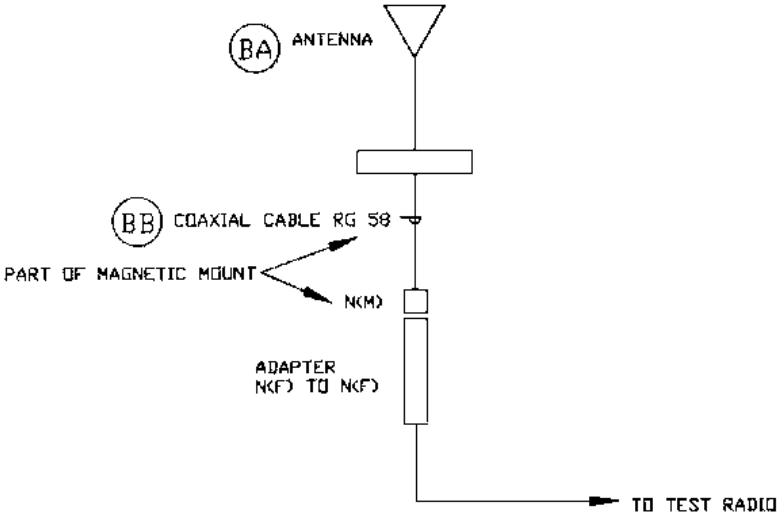 BA ANTENNA
BB COAXIAL CABLE RG 58
PART OF MAGNETIC MOUNT
N(M)
ADAPTER
N(F) TO N(F)
TO TEST RADIO